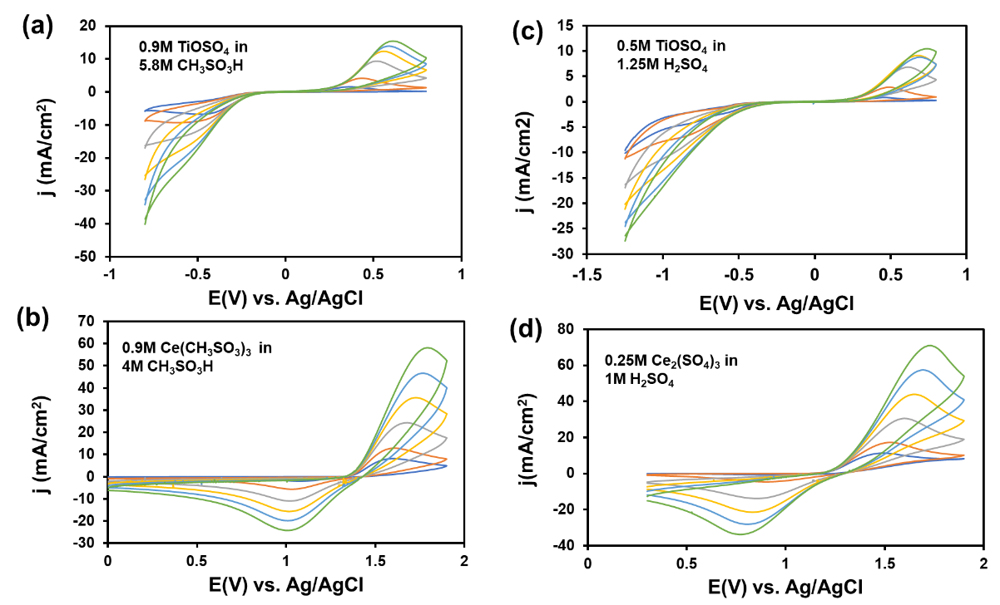 (a)
0.9M TiOSO₄ in
5.8M CH₃SO₃H
20
10
0
-10
-20
-30
-40
-50
j (mA/cm²)
-1 -0.5 0 0.5 1
E(V) vs. Ag/AgCl
(c)
0.5M TiOSO₄ in
1.25M H₂SO₄
15
10
5
0
-5
-10
-15
-20
-25
-30
j (mA/cm2)
-1.5 -1 -0.5 0 0.5 1
E(V) vs. Ag/AgCl
(b)
0.9M Ce(CH₃SO₃)₃ in
4M CH₃SO₃H
70
60
50
40
30
20
10
0
-10
-20
-30
j (mA/cm²)
0 0.5 1 1.5 2
E(V) vs. Ag/AgCl
(d)
0.25M Ce₂(SO₄)₃ in
1M H₂SO₄
80
60
40
20
0
-20
-40
j(mA/cm²)
0 0.5 1 1.5 2
E(V) vs. Ag/AgCl